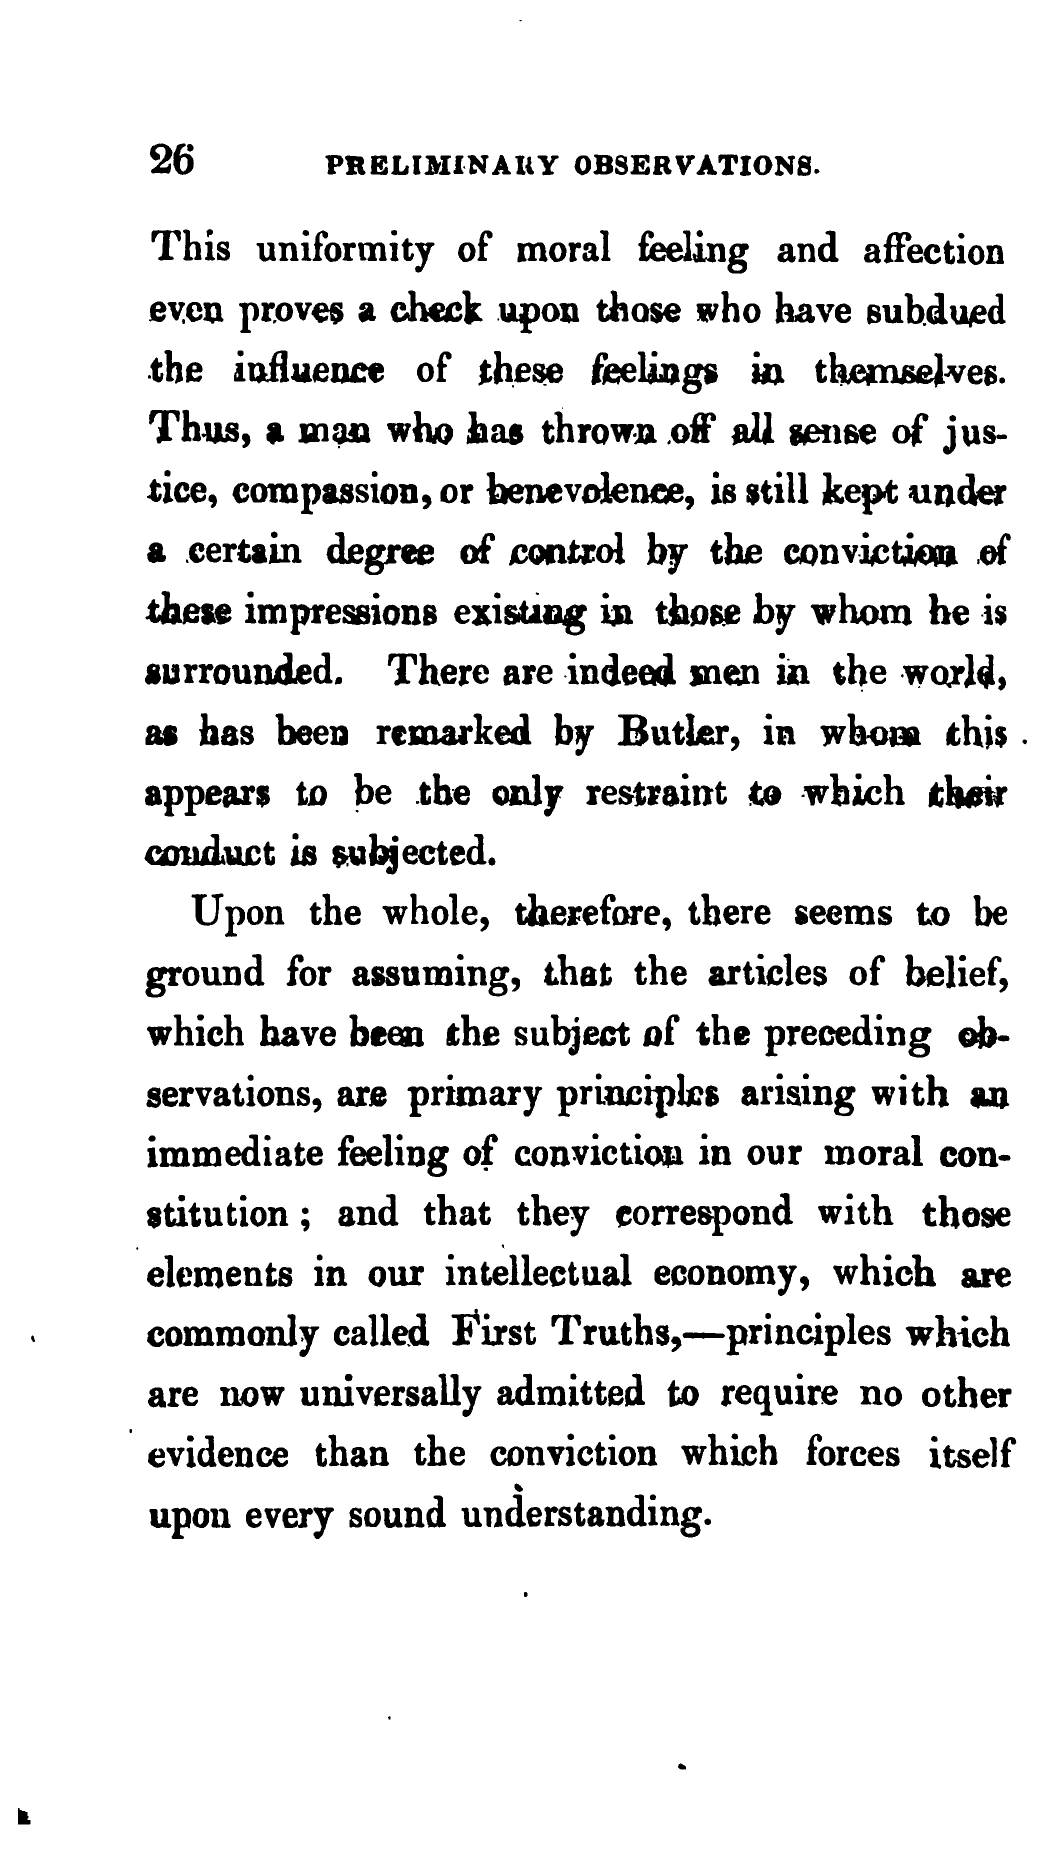 26 PRELIMINARY OBSERVATIONS.
This uniformity of moral feeling and affection
even proves a check upon those who have subdued
the influence of these feelings in themselves.
Thus, a man who has thrown off all sense of jus-
tice, compassion, or benevolence, is still kept under
a certain degree of control by the conviction of
these impressions existing in those by whom he is
surrounded. There are indeed men in the world,
as has been remarked by Butler, in whom this
appears to be the only restraint to which their
conduct is subjected.
Upon the whole, therefore, there seems to be
ground for assuming, that the articles of belief,
which have been the subject of the preceding ob-
servations, are primary principles arising with an
immediate feeling of conviction in our moral con-
stitution ; and that they correspond with those
elements in our intellectual economy, which are
commonly called First Truths,—principles which
are now universally admitted to require no other
evidence than the conviction which forces itself
upon every sound understanding.